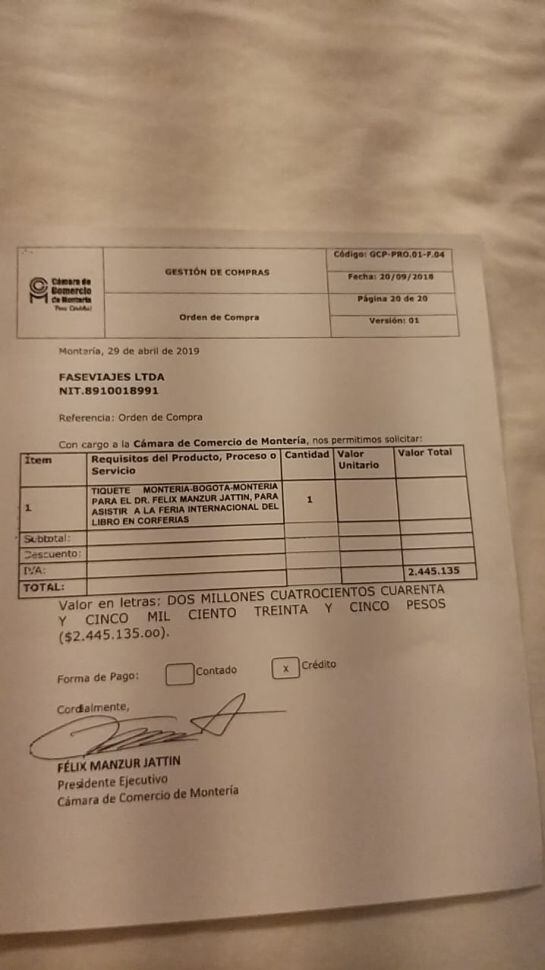 Cámara de
Comercio
de Montería
GESTIÓN DE COMPRAS
Orden de Compra
Código: GCP-PRO.01-F.04
Fecha: 20/09/2018
Página 20 de 20
Versión: 01
Montaría, 29 de abril de 2019
FASEVIAJES LTDA
NIT.8910018991
Referencia: Orden de Compra
Con cargo a la Cámara de Comercio de Montería, nos permitimos solicitar:
Ítem Requisitos del Producto, Proceso o Servicio Cantidad Valor Unitario Valor Total
1 TIQUETE MONTERIA-BOGOTA-MONTERIA 1
PARA EL DR. FELIX MANZUR JATTIN, PARA
ASISTIR A LA FERIA INTERNACIONAL DEL
LIBRO EN CORFERIAS
Subtotal:
Descuento:
IVA:
TOTAL: 2.445.135
Valor en letras: DOS MILLONES CUATROCIENTOS CUARENTA
Y CINCO MIL CIENTO TREINTA Y CINCO PESOS
($2.445.135.oo).
Forma de Pago: Contado x Crédito
Cordialmente,
FÉLIX MANZUR JATTIN
Presidente Ejecutivo
Cámara de Comercio de Montería